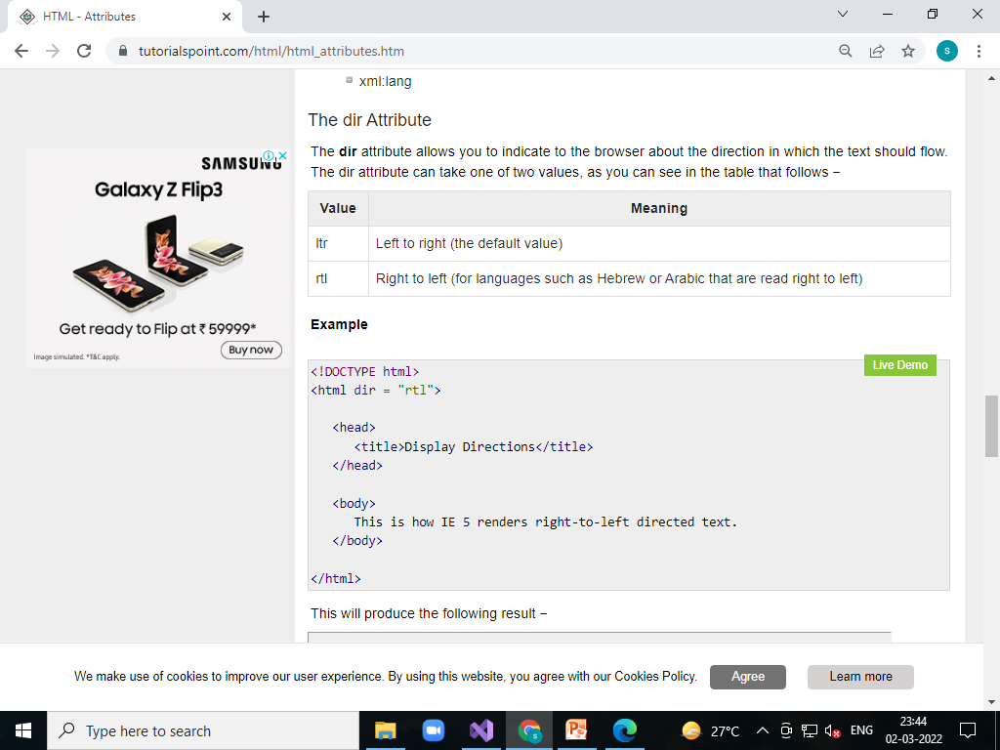 HTML - Attributes
tutorialspoint.com/html/html_attributes.htm
s
xml:lang
The dir Attribute
The dir attribute allows you to indicate to the browser about the direction in which the text should flow.
The dir attribute can take one of two values, as you can see in the table that follows −
Value Meaning
ltr Left to right (the default value)
rtl Right to left (for languages such as Hebrew or Arabic that are read right to left)
Example
Live Demo
<!DOCTYPE html>
<html dir = "rtl">
<head>
<title>Display Directions</title>
</head>
<body>
This is how IE 5 renders right-to-left directed text.
</body>
</html>
This will produce the following result −
SAMSUNG
Galaxy Z Flip3
Get ready to Flip at ₹ 59999*
Buy now
Image simulated. *T&C apply.
We make use of cookies to improve our user experience. By using this website, you agree with our Cookies Policy. Agree Learn more
Type here to search
27°C
ENG
23:44
02-03-2022